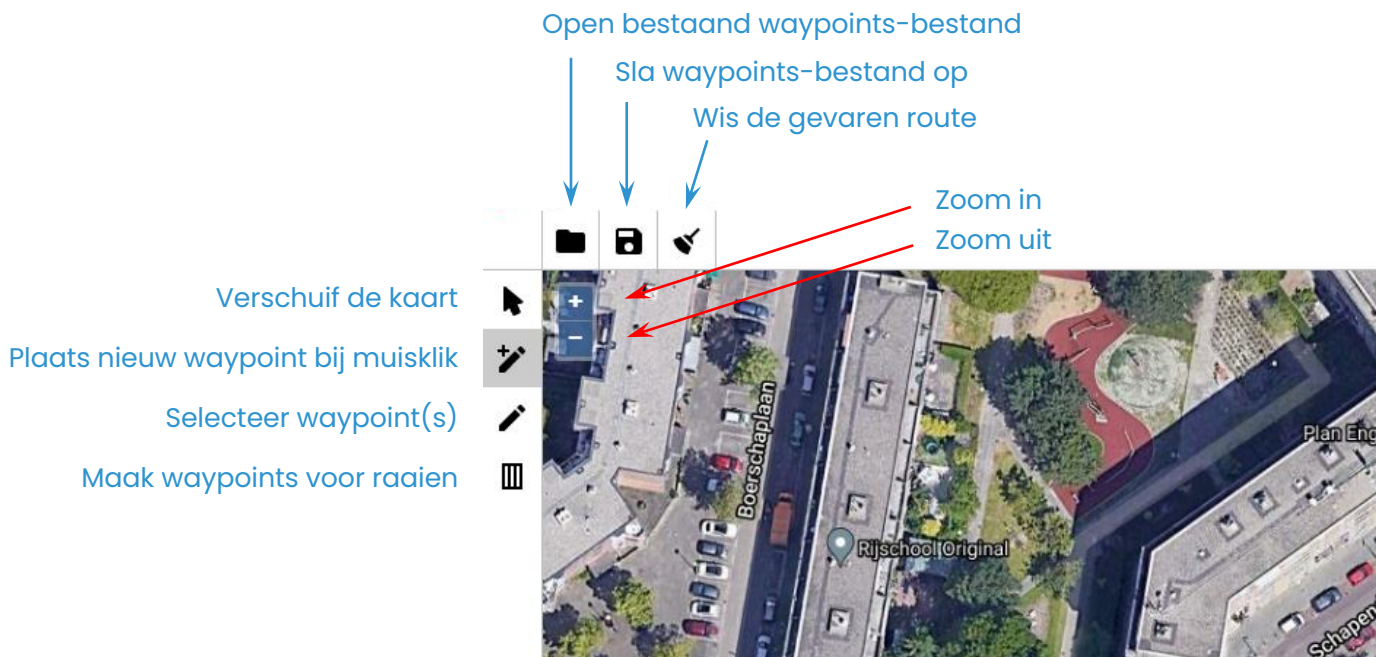 Open bestaand waypoints-bestand
Sla waypoints-bestand op
Wis de gevaren route
Zoom in
Zoom uit
Verschuif de kaart
+
Plaats nieuw waypoint bij muisklik
−
Selecteer waypoint(s)
Maak waypoints voor raaien
Boerschaplaan
Plan Eng
Rijschool Original
Schapen